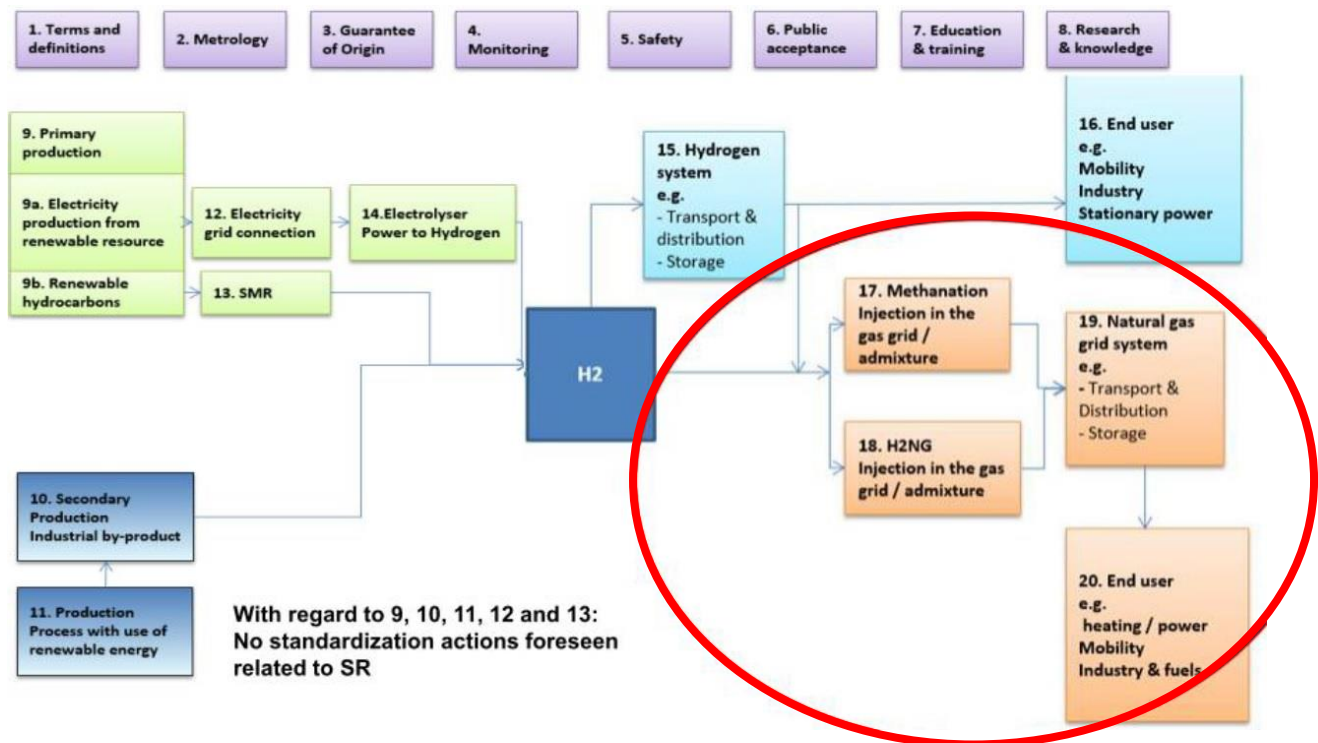 1. Terms and
definitions
2. Metrology
3. Guarantee
of Origin
4.
Monitoring
5. Safety
6. Public
acceptance
7. Education
& training
8. Research
& knowledge
9. Primary
production
9a. Electricity
production from
renewable resource
9b. Renewable
hydrocarbons
12. Electricity
grid connection
13. SMR
14.Electrolyser
Power to Hydrogen
H2
15. Hydrogen
system
e.g.
- Transport &
distribution
- Storage
16. End user
e.g.
Mobility
Industry
Stationary power
17. Methanation
Injection in the
gas grid /
admixture
18. H2NG
Injection in the gas
grid / admixture
19. Natural gas
grid system
e.g.
- Transport &
Distribution
- Storage
20. End user
e.g.
heating / power
Mobility
Industry & fuels
10. Secondary
Production
Industrial by-product
11. Production
Process with use of
renewable energy
With regard to 9, 10, 11, 12 and 13:
No standardization actions foreseen
related to SR